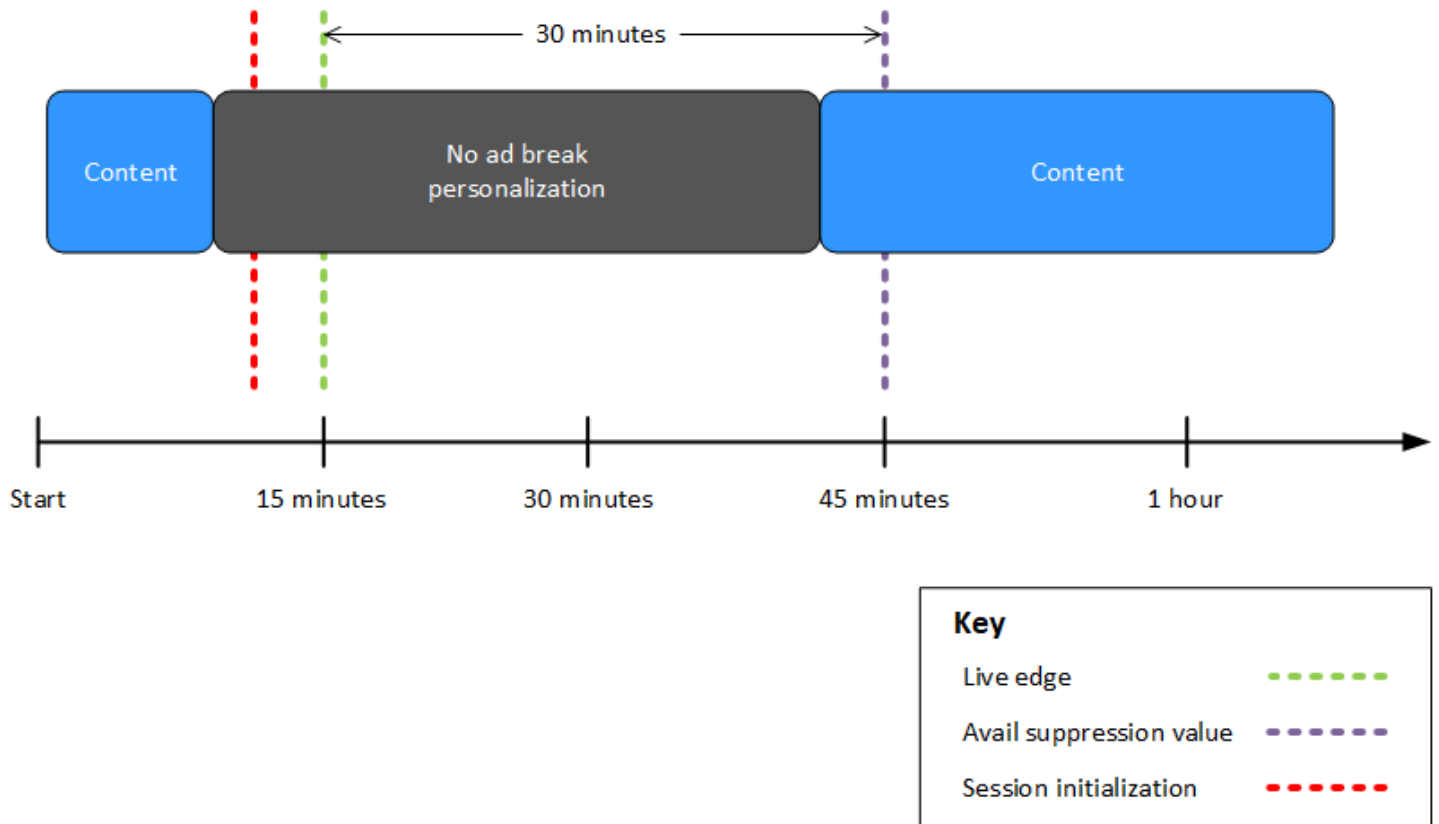 30 minutes
Content
No ad break
personalization
Content
Start
15 minutes
30 minutes
45 minutes
1 hour
Key
Live edge
Avail suppression value
Session initialization